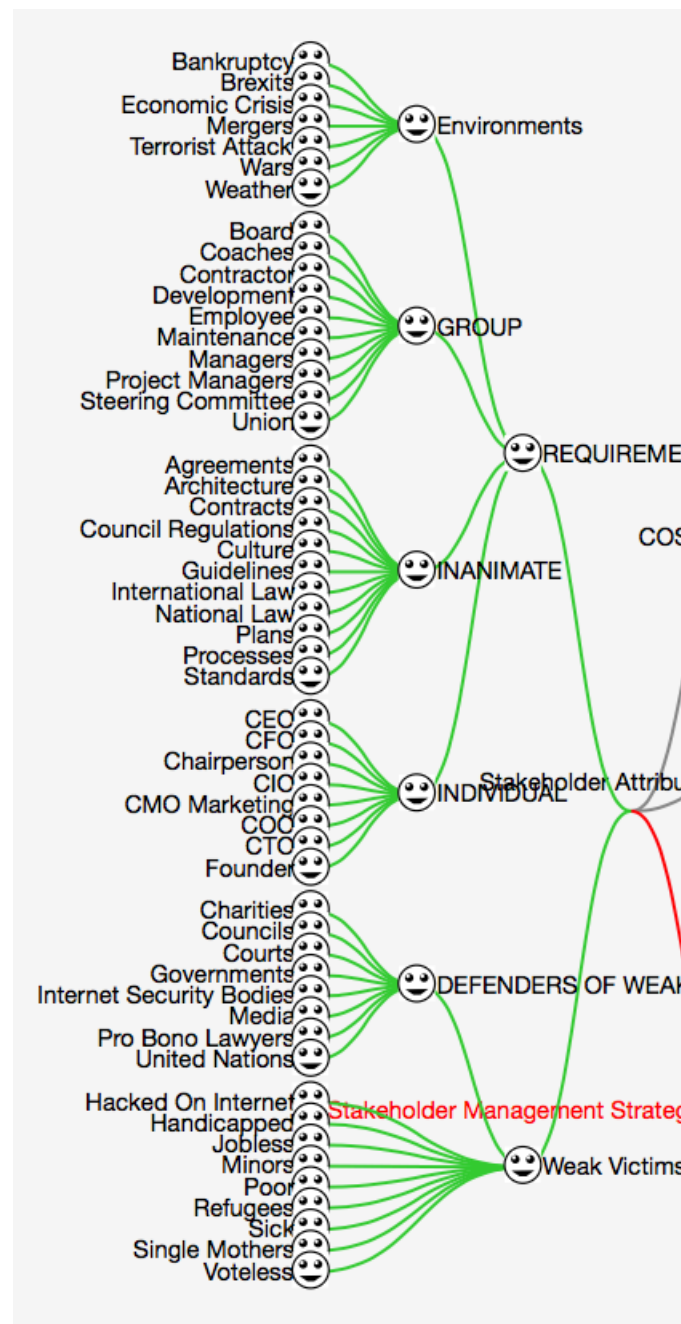 Bankruptcy
Brexits
Economic Crisis
Mergers
Terrorist Attack
Wars
Weather
Environments
Board
Coaches
Contractor
Development
Employee
Maintenance
Managers
Project Managers
Steering Committee
Union
GROUP
REQUIREME
Agreements
Architecture
Contracts
Council Regulations
Culture
Guidelines
International Law
National Law
Plans
Processes
Standards
INANIMATE
COS
CEO
CFO
Chairperson
CIO
CMO Marketing
COO
CTO
Founder
INDIVIDUAL
Stakeholder Attribu
Charities
Councils
Courts
Governments
Internet Security Bodies
Media
Pro Bono Lawyers
United Nations
DEFENDERS OF WEAK
Hacked On Internet
Handicapped
Jobless
Minors
Poor
Refugees
Sick
Single Mothers
Voteless
Stakeholder Management Strateg
Weak Victims